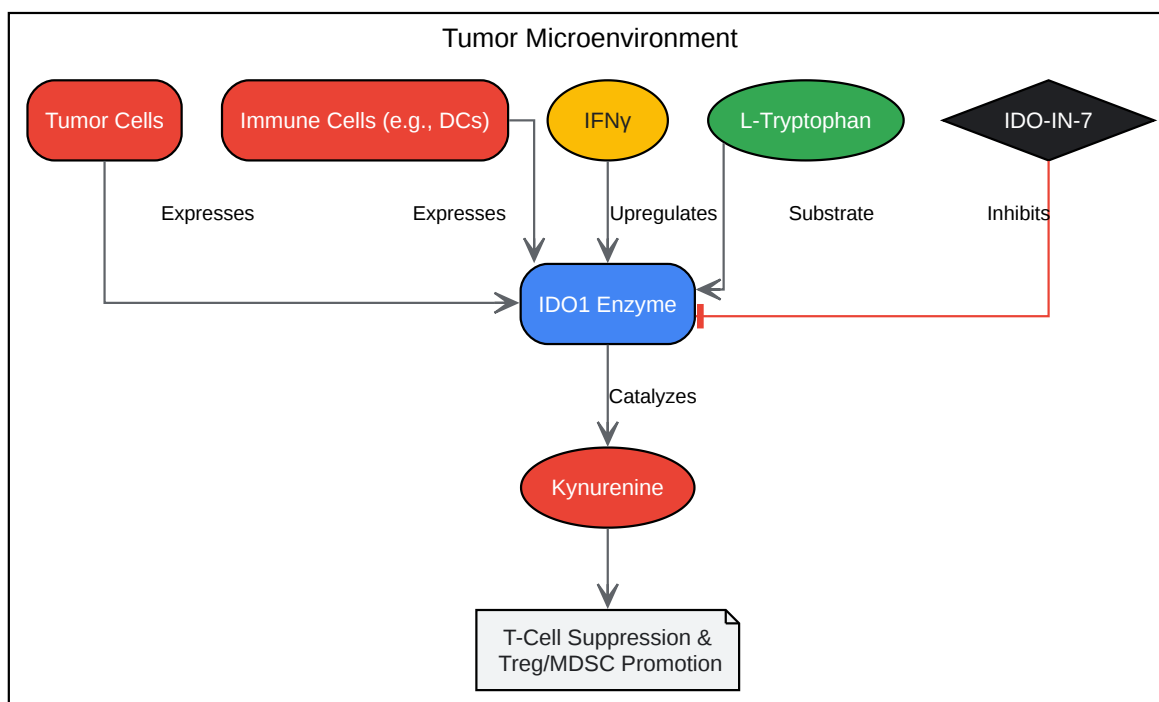 Tumor Microenvironment
Tumor Cells
Immune Cells (e.g., DCs)
IFNγ
L-Tryptophan
IDO-IN-7
Expresses
Expresses
Upregulates
Substrate
Inhibits
IDO1 Enzyme
Catalyzes
Kynurenine
T-Cell Suppression &
Treg/MDSC Promotion